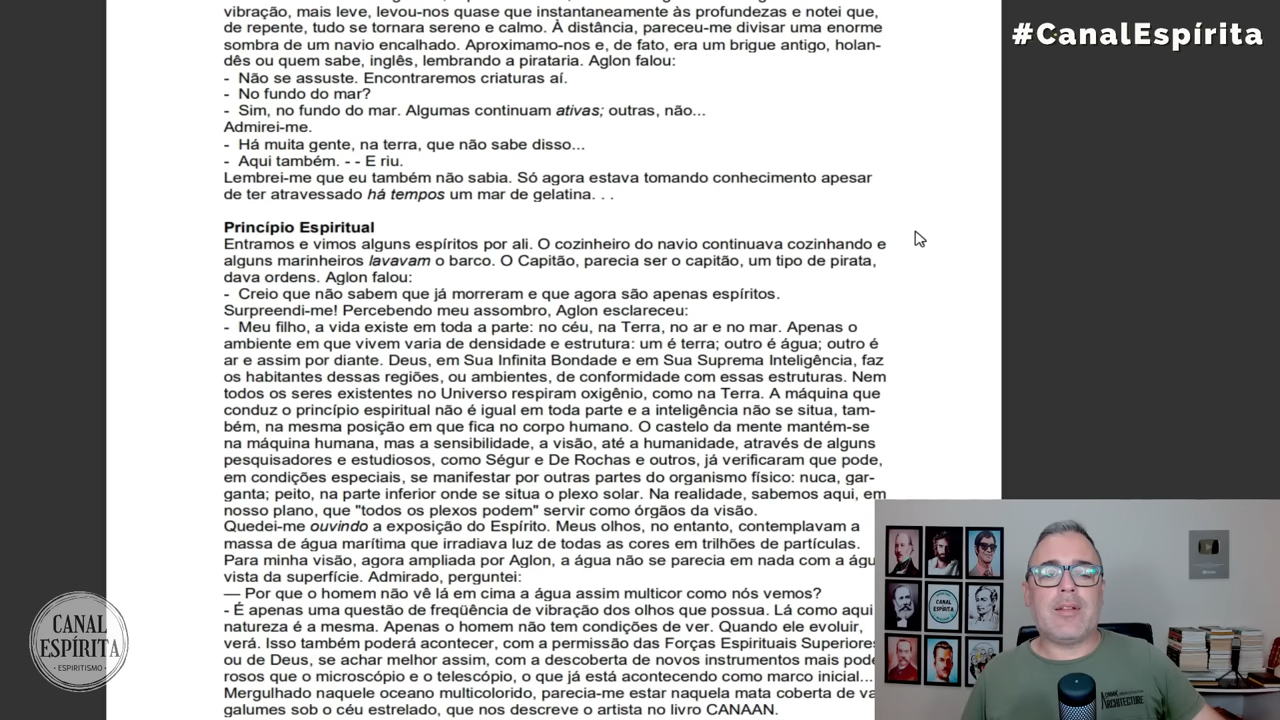 vibração, mais leve, levou-nos quase que instantaneamente às profundezas e notei que,
de repente, tudo se tornara sereno e calmo. À distância, pareceu-me divisar uma enorme
sombra de um navio encalhado. Aproximamo-nos e, de fato, era um brigue antigo, holan-
dês ou quem sabe, inglês, lembrando a pirataria. Aglon falou:
- Não se assuste. Encontraremos criaturas aí.
- No fundo do mar?
- Sim, no fundo do mar. Algumas continuam ativas; outras, não...
Admirei-me.
- Há muita gente, na terra, que não sabe disso...
- Aqui também. - - E riu.
Lembrei-me que eu também não sabia. Só agora estava tomando conhecimento apesar
de ter atravessado há tempos um mar de gelatina. . .
Princípio Espiritual
Entramos e vimos alguns espíritos por ali. O cozinheiro do navio continuava cozinhando e
alguns marinheiros lavavam o barco. O Capitão, parecia ser o capitão, um tipo de pirata,
dava ordens. Aglon falou:
- Creio que não sabem que já morreram e que agora são apenas espíritos.
Surpreendi-me! Percebendo meu assombro, Aglon esclareceu:
- Meu filho, a vida existe em toda a parte: no céu, na Terra, no ar e no mar. Apenas o
ambiente em que vivem varia de densidade e estrutura: um é terra; outro é água; outro é
ar e assim por diante. Deus, em Sua Infinita Bondade e em Sua Suprema Inteligência, faz
os habitantes dessas regiões, ou ambientes, de conformidade com essas estruturas. Nem
todos os seres existentes no Universo respiram oxigênio, como na Terra. A máquina que
conduz o princípio espiritual não é igual em toda parte e a inteligência não se situa, tam-
bém, na mesma posição em que fica no corpo humano. O castelo da mente mantém-se
na máquina humana, mas a sensibilidade, a visão, até a humanidade, através de alguns
pesquisadores e estudiosos, como Ségur e De Rochas e outros, já verificaram que pode,
em condições especiais, se manifestar por outras partes do organismo físico: nuca, gar-
ganta; peito, na parte inferior onde se situa o plexo solar. Na realidade, sabemos aqui, em
nosso plano, que "todos os plexos podem" servir como órgãos da visão.
Quedei-me ouvindo a exposição do Espírito. Meus olhos, no entanto, contemplavam a
massa de água marítima que irradiava luz de todas as cores em trilhões de partículas.
Para minha visão, agora ampliada por Aglon, a água não se parecia em nada com a águ
vista da superfície. Admirado, perguntei:
— Por que o homem não vê lá em cima a água assim multicor como nós vemos?
- É apenas uma questão de freqüência de vibração dos olhos que possua. Lá como aqui
natureza é a mesma. Apenas o homem não tem condições de ver. Quando ele evoluir,
verá. Isso também poderá acontecer, com a permissão das Forças Espirituais Superiores
ou de Deus, se achar melhor assim, com a descoberta de novos instrumentos mais pode
rosos que o microscópio e o telescópio, o que já está acontecendo como marco inicial...
Mergulhado naquele oceano multicolorido, parecia-me estar naquela mata coberta de va
galumes sob o céu estrelado, que nos descreve o artista no livro CANAAN.
#CanalEspírita
CANAL
ESPÍRITA
• ESPIRITISMO •
CANAL
ESPÍRITA
ARCHITECTURE